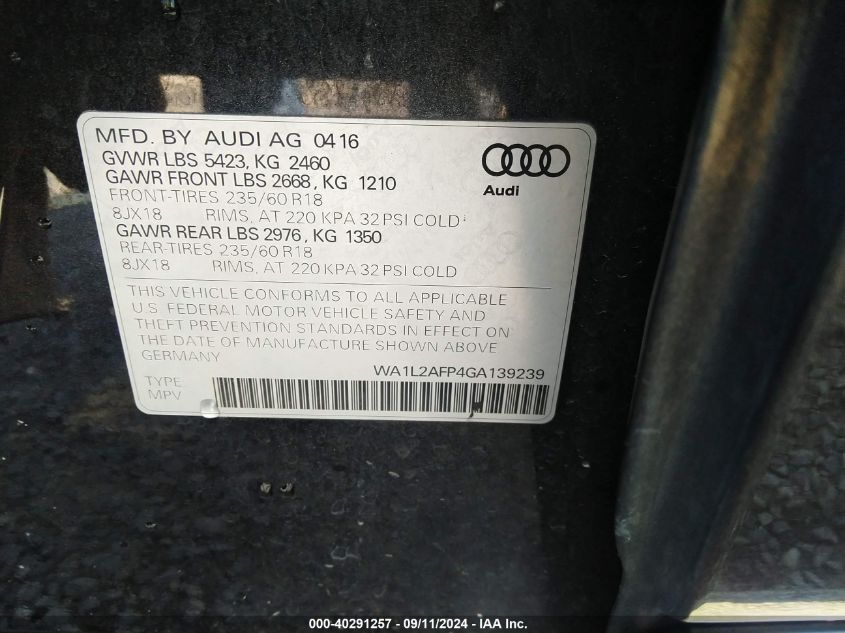 MFD. BY AUDI AG 04 16
GVWR LBS 5423, KG 2460
GAWR FRONT LBS 2668, KG 1210
FRONT-TIRES 235/60 R18
8JX18 RIMS, AT 220 KPA 32 PSI COLD;
GAWR REAR LBS 2976, KG 1350
REAR-TIRES 235/60 R18
8JX18 RIMS, AT 220 KPA 32 PSI COLD
Audi
THIS VEHICLE CONFORMS TO ALL APPLICABLE
U.S. FEDERAL MOTOR VEHICLE SAFETY AND
THEFT PREVENTION STANDARDS IN EFFECT ON
THE DATE OF MANUFACTURE SHOWN ABOVE
GERMANY
WA1L2AFP4GA139239
TYPE
MPV
000-40291257 - 09/11/2024 - IAA Inc.